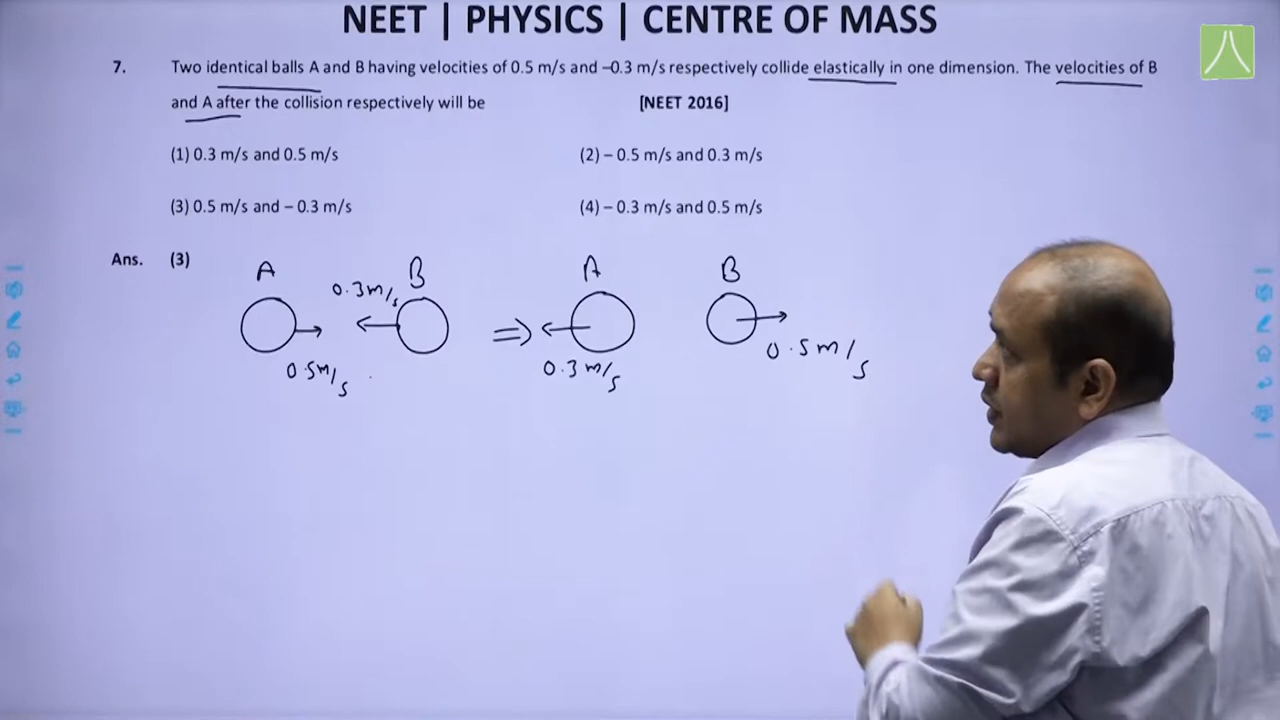 NEET | PHYSICS | CENTRE OF MASS
7. Two identical balls A and B having velocities of 0.5 m/s and –0.3 m/s respectively collide elastically in one dimension. The velocities of B
and A after the collision respectively will be [NEET 2016]
(1) 0.3 m/s and 0.5 m/s (2) – 0.5 m/s and 0.3 m/s
(3) 0.5 m/s and – 0.3 m/s (4) – 0.3 m/s and 0.5 m/s
Ans. (3)
A B A B
0.3m/s
⇒
0.5m/s 0.3 m/s 0.5m/s